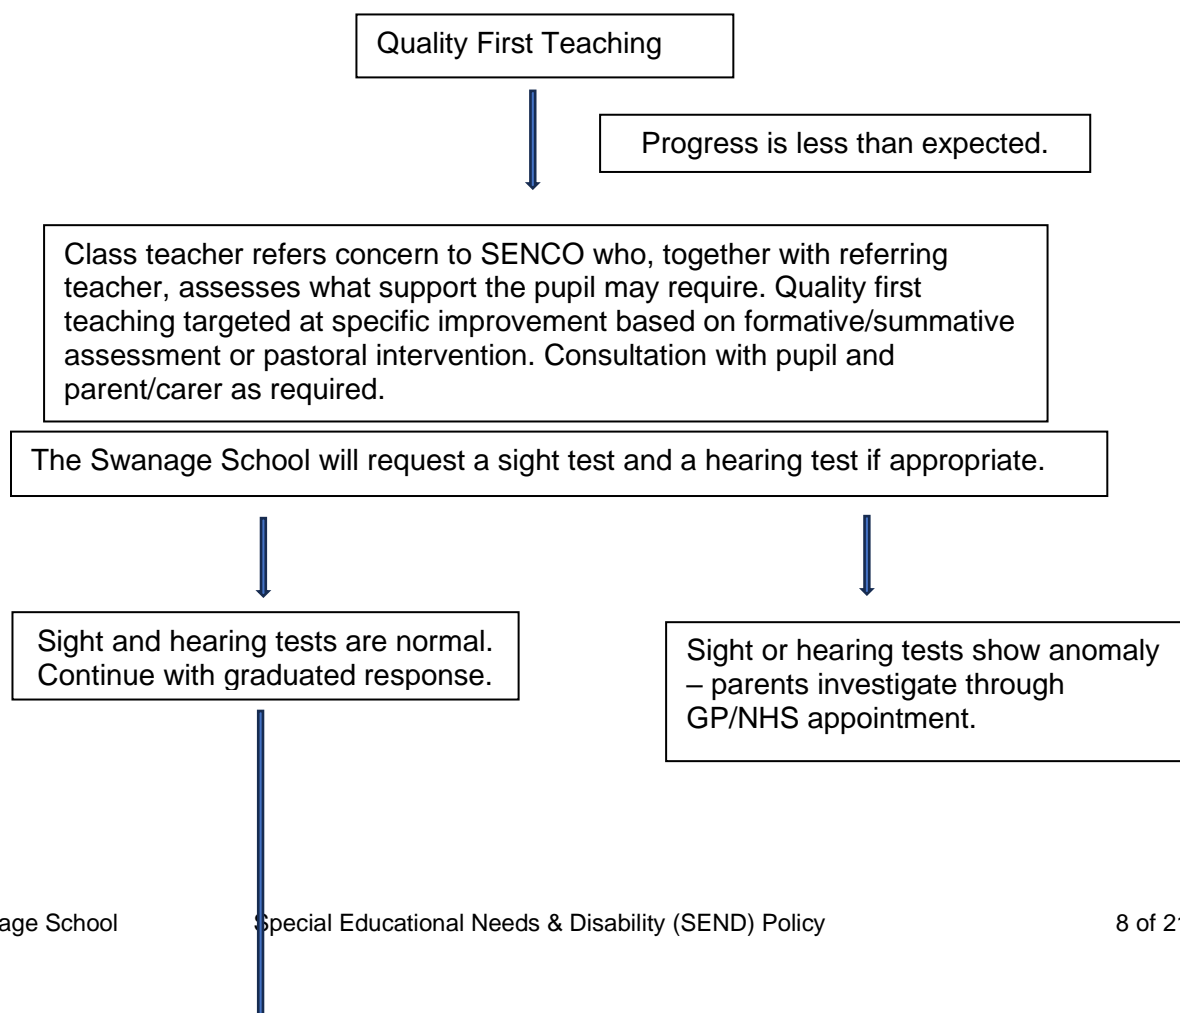 Quality First Teaching
Progress is less than expected.
Class teacher refers concern to SENCO who, together with referring
teacher, assesses what support the pupil may require. Quality first
teaching targeted at specific improvement based on formative/summative
assessment or pastoral intervention. Consultation with pupil and
parent/carer as required.
The Swanage School will request a sight test and a hearing test if appropriate.
Sight and hearing tests are normal.
Continue with graduated response.
Sight or hearing tests show anomaly
– parents investigate through
GP/NHS appointment.
age School Special Educational Needs & Disability (SEND) Policy 8 of 21